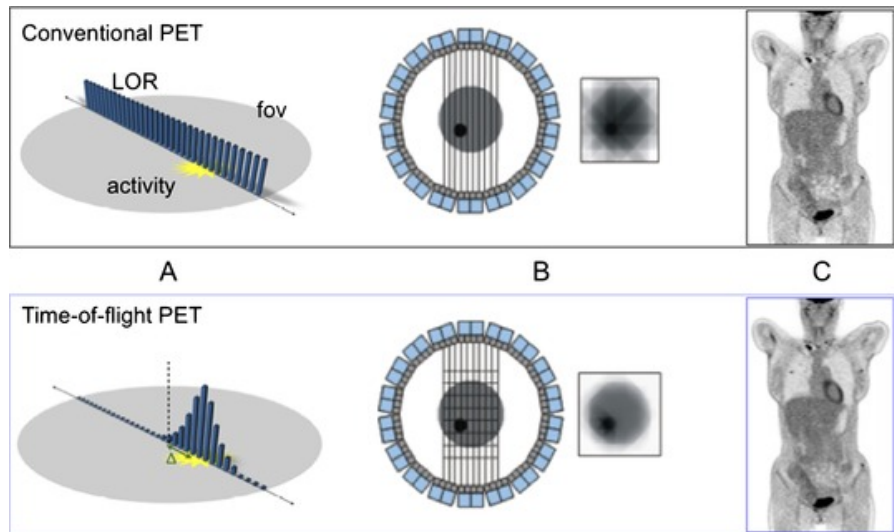 Conventional PET
LOR
fov
activity
A
B
C
Time-of-flight PET
Δ